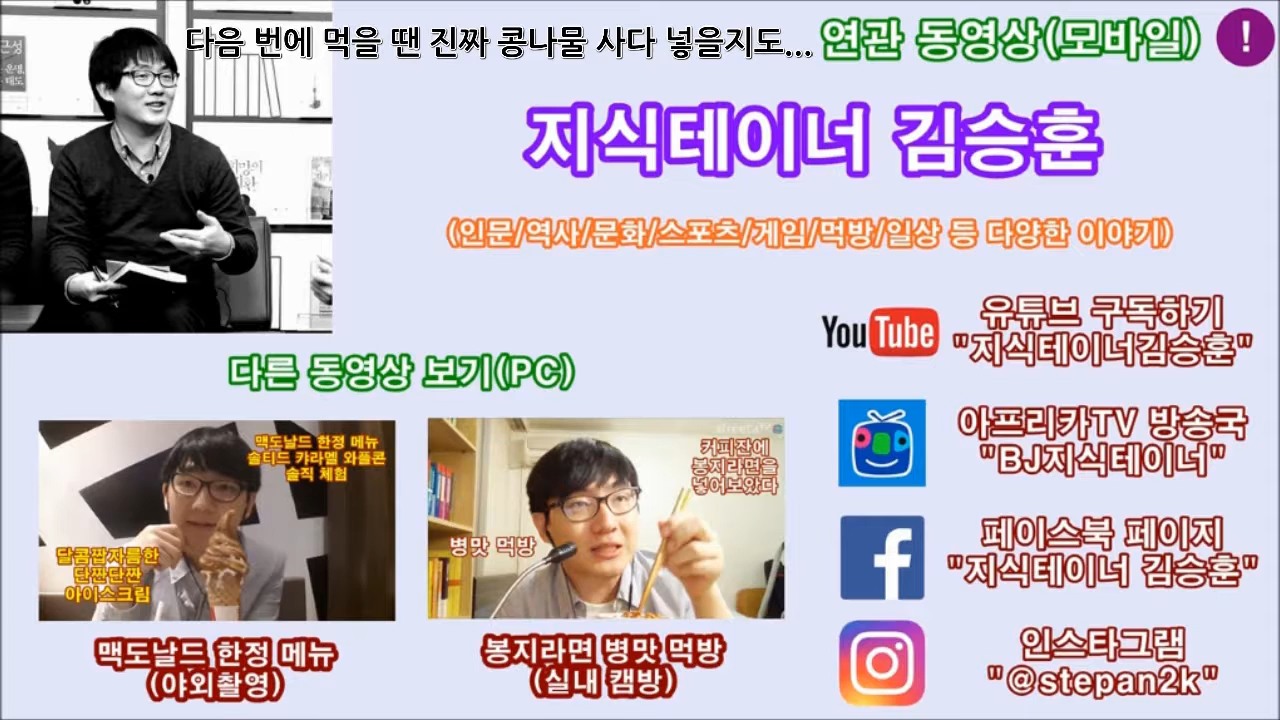 다음 번에 먹을 땐 진짜 콩나물 사다 넣을지도...
연관 동영상(모바일)
!
지식테이너 김승훈
(인문/역사/문화/스포츠/게임/먹방/일상 등 다양한 이야기)
YouTube
유튜브 구독하기
"지식테이너김승훈"
다른 동영상 보기(PC)
맥도날드 한정 메뉴
솔티드 캬라멜 와플콘
솔직 체험
달콤짭쟈름한
단짠단짠
아이스크림
커피잔에
봉지라면을
넣어보았다
병맛 먹방
아프리카TV 방송국
"BJ지식테이너"
페이스북 페이지
"지식테이너 김승훈"
맥도날드 한정 메뉴
(야외촬영)
봉지라면 병맛 먹방
(실내 캠방)
인스타그램
"@stepan2k"